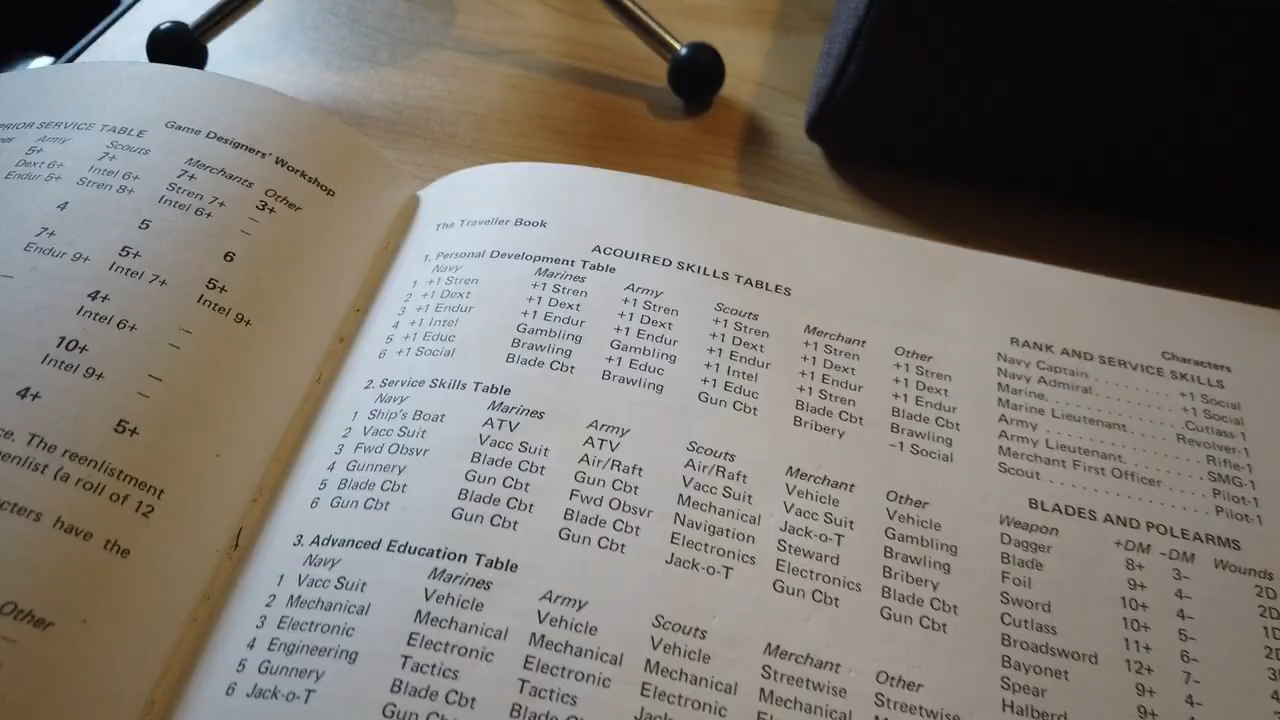 PRIOR SERVICE TABLE
Game Designers' Workshop
Army Scouts Merchants Other
5+ 7+ 7+ 3+
Dext 6+ Intel 6+ Stren 7+ —
Endur 5+ Stren 8+ Intel 6+ —
4 5 6
7+ 5+ 5+
Endur 9+ Intel 7+ Intel 9+
— 4+ —
Intel 6+ —
10+ —
Intel 9+ —
4+ 5+
ce. The reenlistment
eenlist (a roll of 12
cters have the
Other
The Traveller Book
Characters
ACQUIRED SKILLS TABLES
1. Personal Development Table
Navy Marines Army Scouts Merchant Other
1 +1 Stren +1 Stren +1 Stren +1 Stren +1 Stren +1 Stren
2 +1 Dext +1 Dext +1 Dext +1 Dext +1 Dext +1 Dext
3 +1 Endur +1 Endur +1 Endur +1 Endur +1 Endur +1 Endur
4 +1 Intel Gambling Gambling +1 Intel +1 Stren Blade Cbt
5 +1 Educ Brawling +1 Educ +1 Educ Blade Cbt Brawling
6 +1 Social Blade Cbt Brawling Gun Cbt Bribery −1 Social
2. Service Skills Table
Navy Marines Army Scouts Merchant Other
1 Ship's Boat ATV ATV Air/Raft Vehicle Vehicle
2 Vacc Suit Vacc Suit Air/Raft Vacc Suit Vacc Suit Gambling
3 Fwd Obsvr Blade Cbt Gun Cbt Mechanical Jack-o-T Brawling
4 Gunnery Gun Cbt Fwd Obsvr Navigation Steward Bribery
5 Blade Cbt Blade Cbt Blade Cbt Electronics Electronics Blade Cbt
6 Gun Cbt Gun Cbt Gun Cbt Jack-o-T Gun Cbt Gun Cbt
3. Advanced Education Table
Navy Marines Army Scouts Merchant Other
1 Vacc Suit Vehicle Vehicle Vehicle Streetwise Streetwise
2 Mechanical Mechanical Mechanical Mechanical Mechanical
3 Electronic Electronic Electronic Electronic
4 Engineering Tactics Tactics
5 Gunnery Blade Cbt
6 Jack-o-T Gun
RANK AND SERVICE SKILLS
Navy Captain . . . . . . . . +1 Social
Navy Admiral . . . . . . . . +1 Social
Marine. . . . . . . . . . . . Cutlass-1
Marine Lieutenant . . . . Revolver-1
Army . . . . . . . . . . . . . Rifle-1
Army Lieutenant. . . . . . SMG-1
Merchant First Officer . . . . . Pilot-1
Scout . . . . . . . . . . . . . Pilot-1
BLADES AND POLEARMS
Weapon +DM −DM Wounds
Dagger 8+ 3- 2D
Blade 9+ 4- 2D
Foil 10+ 4- 1D
Sword 10+ 5- 2D
Cutlass 11+ 6-
Broadsword 12+ 7-
Bayonet 9+ 4-
Spear 9+
Halberd